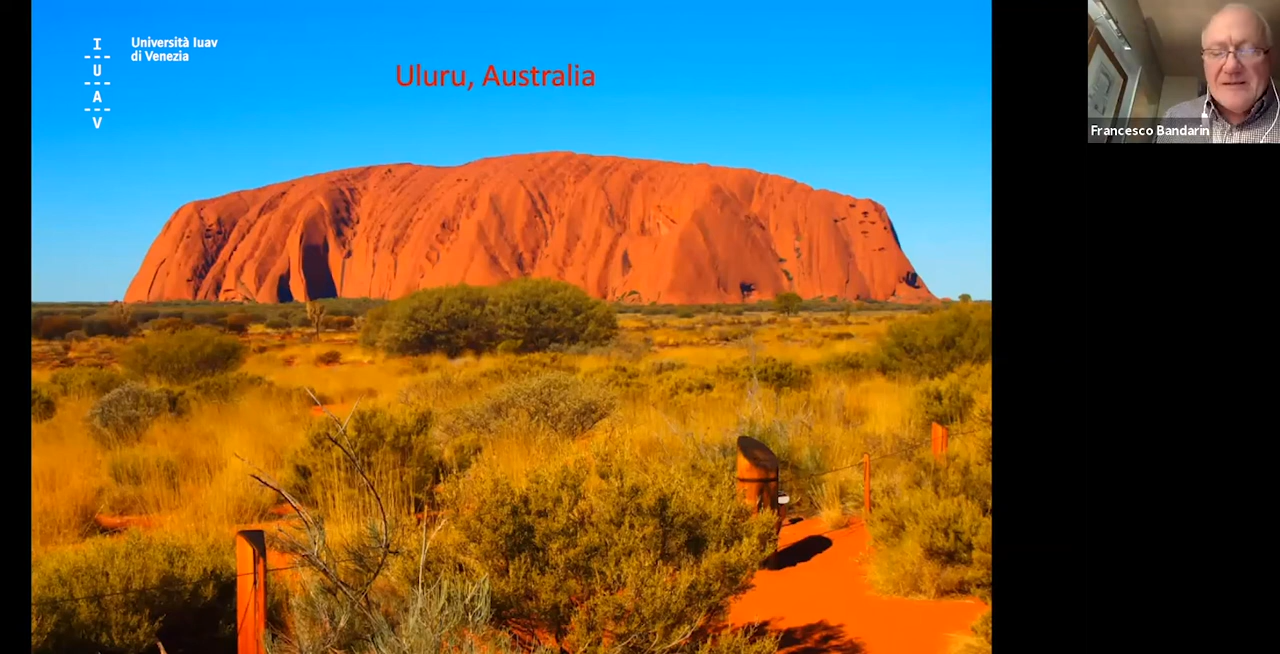 I
U
A
V
Università Iuav
di Venezia
Uluru, Australia
Francesco Bandarin